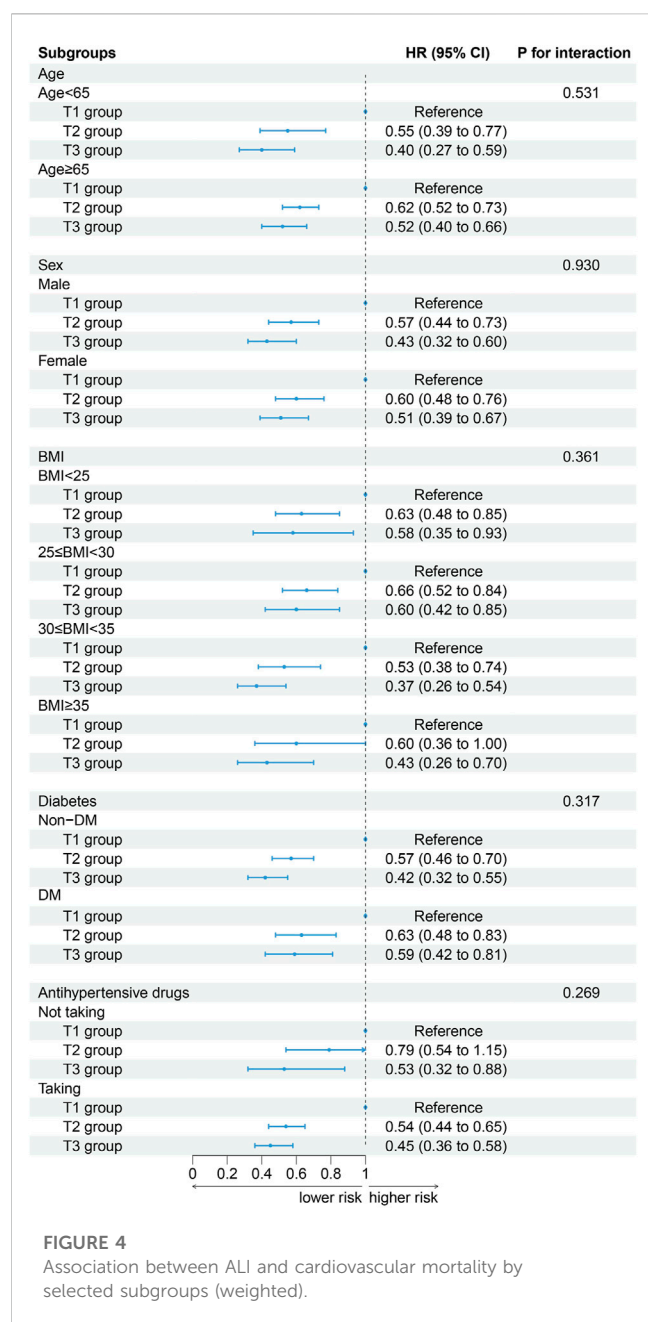 Subgroups HR (95% CI) P for interaction
Age
Age<65 0.531
T1 group Reference
T2 group 0.55 (0.39 to 0.77)
T3 group 0.40 (0.27 to 0.59)
Age≥65
T1 group Reference
T2 group 0.62 (0.52 to 0.73)
T3 group 0.52 (0.40 to 0.66)
Sex 0.930
Male
T1 group Reference
T2 group 0.57 (0.44 to 0.73)
T3 group 0.43 (0.32 to 0.60)
Female
T1 group Reference
T2 group 0.60 (0.48 to 0.76)
T3 group 0.51 (0.39 to 0.67)
BMI 0.361
BMI<25
T1 group Reference
T2 group 0.63 (0.48 to 0.85)
T3 group 0.58 (0.35 to 0.93)
25≤BMI<30
T1 group Reference
T2 group 0.66 (0.52 to 0.84)
T3 group 0.60 (0.42 to 0.85)
30≤BMI<35
T1 group Reference
T2 group 0.53 (0.38 to 0.74)
T3 group 0.37 (0.26 to 0.54)
BMI≥35
T1 group Reference
T2 group 0.60 (0.36 to 1.00)
T3 group 0.43 (0.26 to 0.70)
Diabetes 0.317
Non−DM
T1 group Reference
T2 group 0.57 (0.46 to 0.70)
T3 group 0.42 (0.32 to 0.55)
DM
T1 group Reference
T2 group 0.63 (0.48 to 0.83)
T3 group 0.59 (0.42 to 0.81)
Antihypertensive drugs 0.269
Not taking
T1 group Reference
T2 group 0.79 (0.54 to 1.15)
T3 group 0.53 (0.32 to 0.88)
Taking
T1 group Reference
T2 group 0.54 (0.44 to 0.65)
T3 group 0.45 (0.36 to 0.58)
0 0.2 0.4 0.6 0.8 1
lower risk higher risk
FIGURE 4
Association between ALI and cardiovascular mortality by
selected subgroups (weighted).